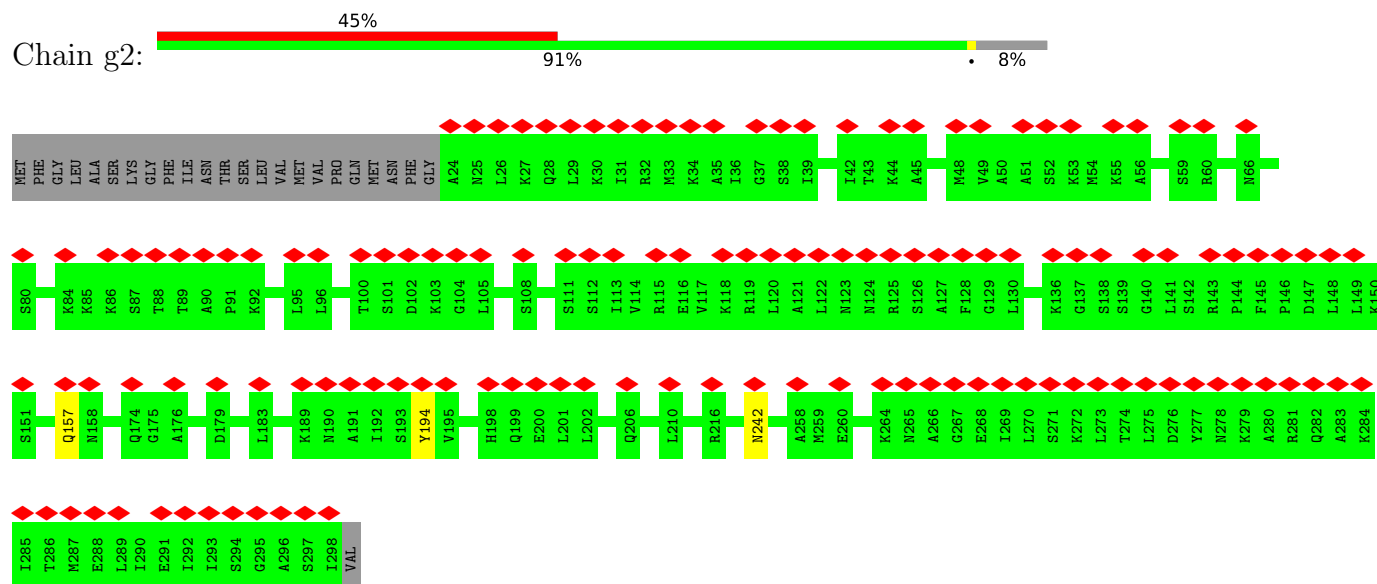 45%
Chain g2:
91%
• 8%
MET PHE GLY LEU ALA SER LYS GLY PHE ILE ASN THR SER LEU VAL MET VAL PRO GLN MET ASN PHE GLY A24 N25 L26 K27 Q28 L29 K30 I31 R32 M33 K34 A35 I36 G37 S38 I39 I42 T43 K44 A45 M48 V49 A50 A51 S52 K53 M54 K55 A56 S59 R60 N66
S80 K84 K85 K86 S87 T88 T89 A90 P91 K92 L95 L96 T100 S101 D102 K103 G104 L105 S108 S111 S112 I113 V114 R115 E116 V117 K118 R119 L120 A121 L122 N123 N124 R125 S126 A127 F128 G129 L130 K136 G137 S138 S139 G140 L141 S142 R143 P144 F145 P146 D147 L148 L149 K150
S151 Q157 N158 Q174 G175 A176 D179 L183 K189 N190 A191 I192 S193 Y194 V195 H198 Q199 E200 L201 L202 Q206 L210 R216 N242 A258 M259 E260 K264 N265 A266 G267 E268 I269 L270 S271 K272 L273 T274 L275 D276 Y277 N278 K279 A280 R281 Q282 A283 K284
I285 T286 M287 E288 L289 I290 E291 I292 I293 S294 G295 A296 S297 I298 VAL